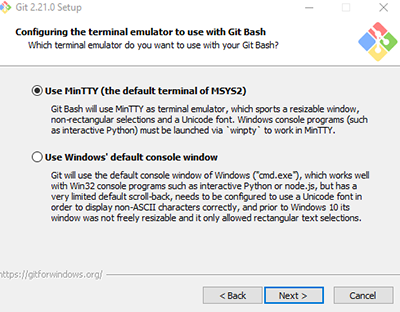 Git 2.21.0 Setup
Configuring the terminal emulator to use with Git Bash
Which terminal emulator do you want to use with your Git Bash?
Use MinTTY (the default terminal of MSYS2)
Git Bash will use MinTTY as terminal emulator, which sports a resizable window,
non-rectangular selections and a Unicode font. Windows console programs (such
as interactive Python) must be launched via `winpty` to work in MinTTY.
Use Windows' default console window
Git will use the default console window of Windows ("cmd.exe"), which works well
with Win32 console programs such as interactive Python or node.js, but has a
very limited default scroll-back, needs to be configured to use a Unicode font in
order to display non-ASCII characters correctly, and prior to Windows 10 its
window was not freely resizable and it only allowed rectangular text selections.
https://gitforwindows.org/
< Back
Next >
Cancel